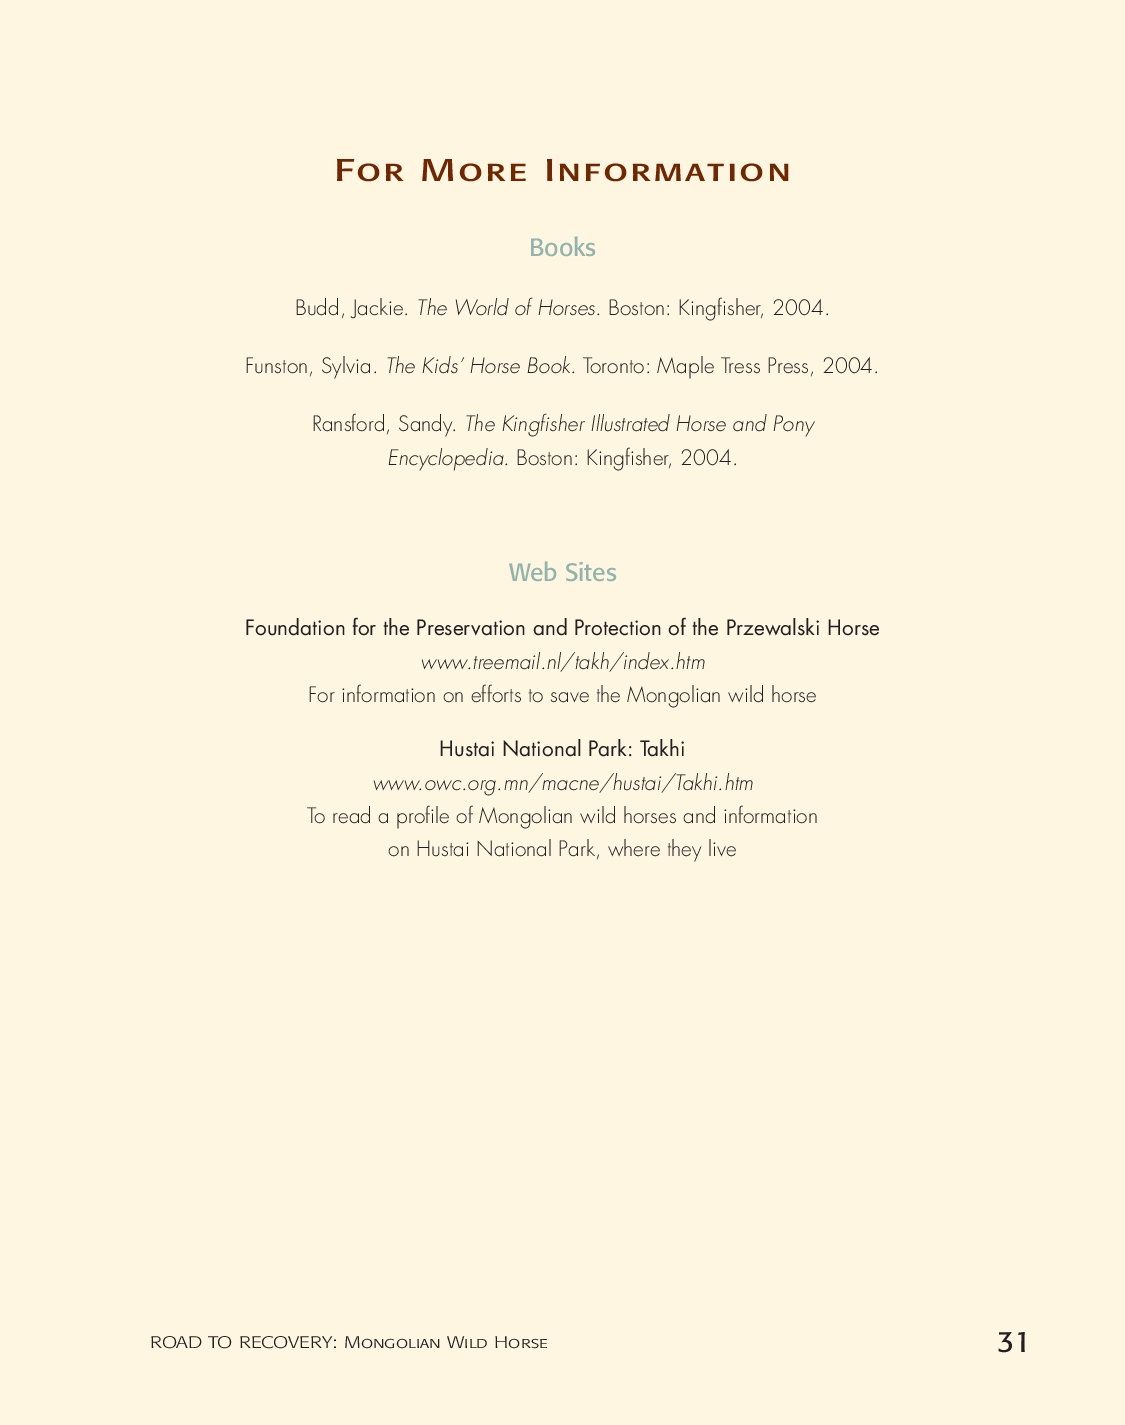 For More Information
Books
Budd, Jackie. The World of Horses. Boston: Kingfisher, 2004.
Funston, Sylvia. The Kids’ Horse Book. Toronto: Maple Tress Press, 2004.
Ransford, Sandy. The Kingfisher Illustrated Horse and Pony
Encyclopedia. Boston: Kingfisher, 2004.
Web Sites
Foundation for the Preservation and Protection of the Przewalski Horse
www.treemail.nl/takh/index.htm
For information on efforts to save the Mongolian wild horse
Hustai National Park: Takhi
www.owc.org.mn/macne/hustai/Takhi.htm
To read a profile of Mongolian wild horses and information
on Hustai National Park, where they live
ROAD TO RECOVERY: Mongolian Wild Horse 31